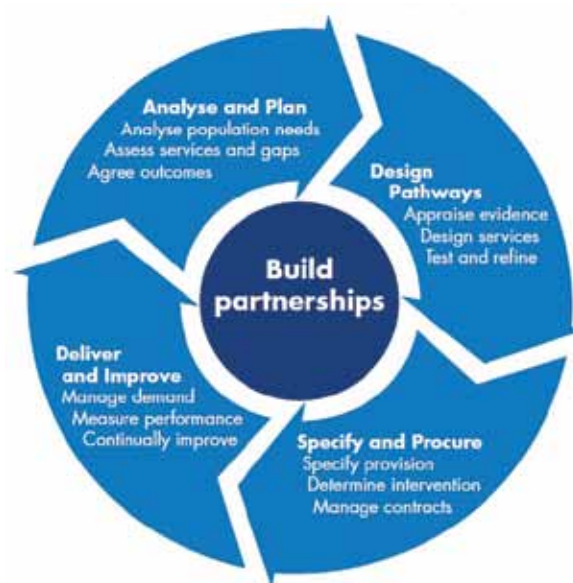 Analyse and Plan
Analyse population needs
Assess services and gaps
Agree outcomes
Design
Pathways
Appraise evidence
Design services
Test and refine
Build
partnerships
Deliver
and Improve
Manage demand
Measure performance
Continually improve
Specify and Procure
Specify provision
Determine intervention
Manage contracts